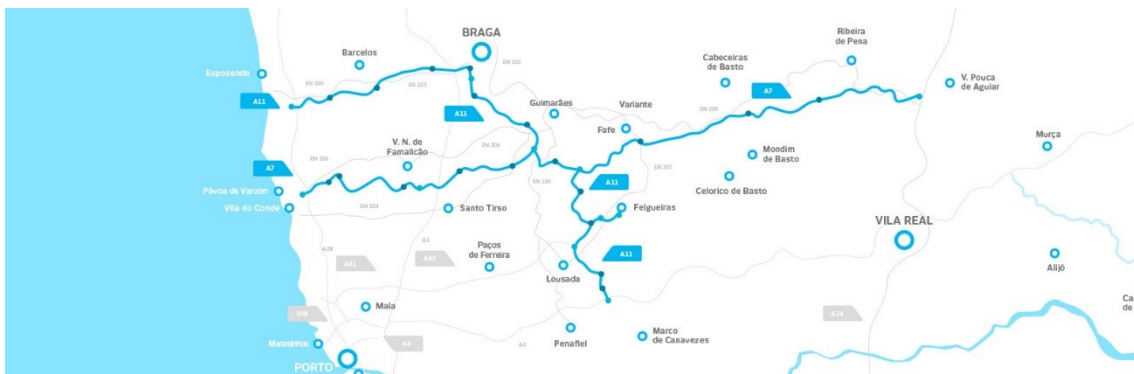 BRAGA
Ribeira
de Pena
Barcelos
Cabeceiras
de Basto
EN 101
Esposende
EN 205
EN 103
A7
V. Pouca
de Aguiar
A11
A11
Guimarães
Variante
EN 206
Fafe
Murça
V. N. de
Famalicão
EN 206
A7
EN 205
Mondim
de Basto
EN 207
Póvoa de Varzim
A11
Celorico de Basto
Vila do Conde
EN 104
Santo Tirso
Felgueiras
VILA REAL
A3
A28
Paços
de Ferreira
A11
A41
A42
Lousada
Alijó
Maia
A24
Marco
de Canavezes
Penafiel
Matosinhos
A4
A4
PORTO